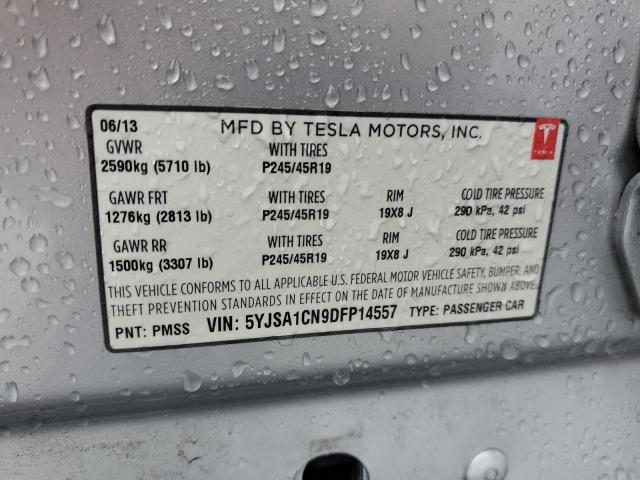 06/13 MFD BY TESLA MOTORS, INC.
TESLA
GVWR WITH TIRES
2590kg (5710 lb) P245/45R19
GAWR FRT WITH TIRES RIM COLD TIRE PRESSURE
1276kg (2813 lb) P245/45R19 19X8 J 290 kPa, 42 psi
GAWR RR WITH TIRES RIM COLD TIRE PRESSURE
1500kg (3307 lb) P245/45R19 19X8 J 290 kPa, 42 psi
THIS VEHICLE CONFORMS TO ALL APPLICABLE U.S. FEDERAL MOTOR VEHICLE SAFETY, BUMPER, AND
THEFT PREVENTION STANDARDS IN EFFECT ON THE DATE OF MANUFACTURE SHOWN ABOVE.
PNT: PMSS VIN: 5YJSA1CN9DFP14557 TYPE: PASSENGER CAR